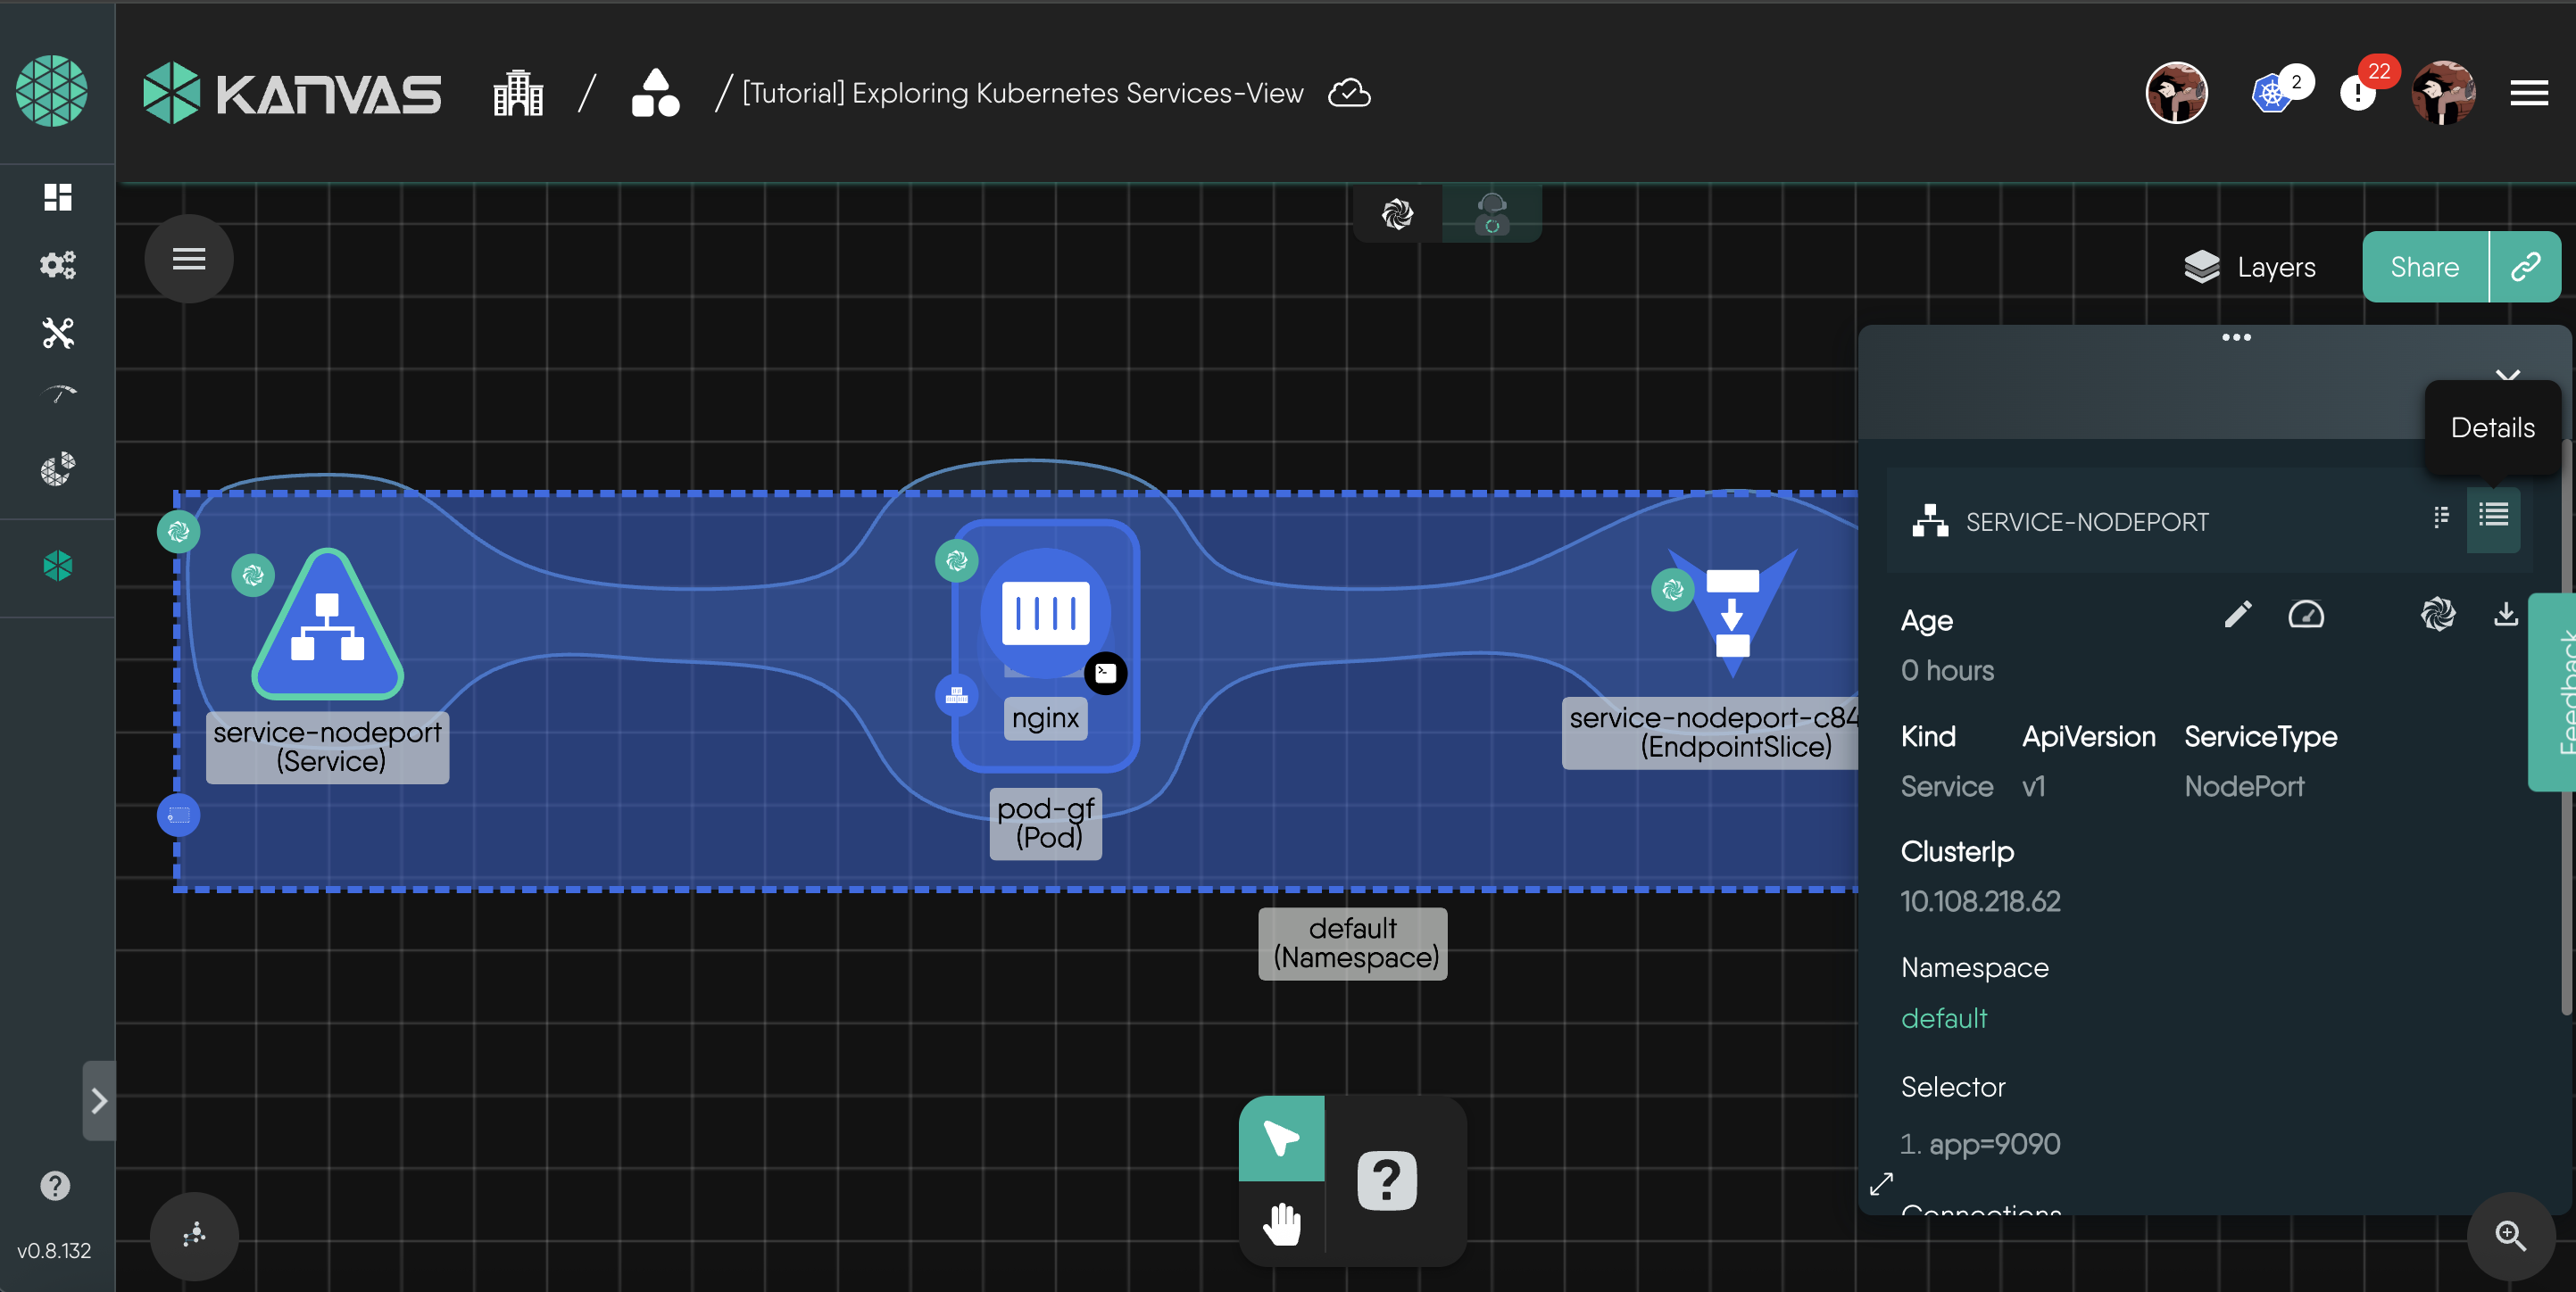 KANVAS
/
/ [Tutorial] Exploring Kubernetes Services-View
2
22
Layers
Share
Details
SERVICE-NODEPORT
Age
0 hours
Kind ApiVersion ServiceType
Service v1 NodePort
ClusterIp
10.108.218.62
Namespace
default
Selector
1. app=9090
Connections
Feedback
service-nodeport
(Service)
nginx
pod-gf
(Pod)
service-nodeport-c84
(EndpointSlice)
default
(Namespace)
?
?
v0.8.132